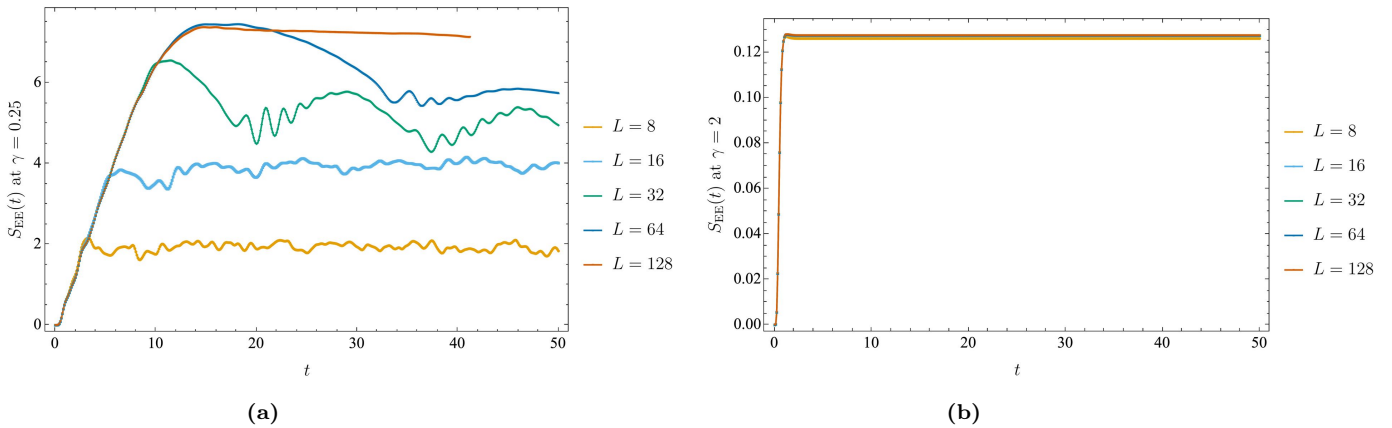 S_EE(t) at γ = 0.25
6
4
2
0
0 10 20 30 40 50
t
L = 8
L = 16
L = 32
L = 64
L = 128
(a)
S_EE(t) at γ = 2
0.12
0.10
0.08
0.06
0.04
0.02
0.00
0 10 20 30 40 50
t
L = 8
L = 16
L = 32
L = 64
L = 128
(b)